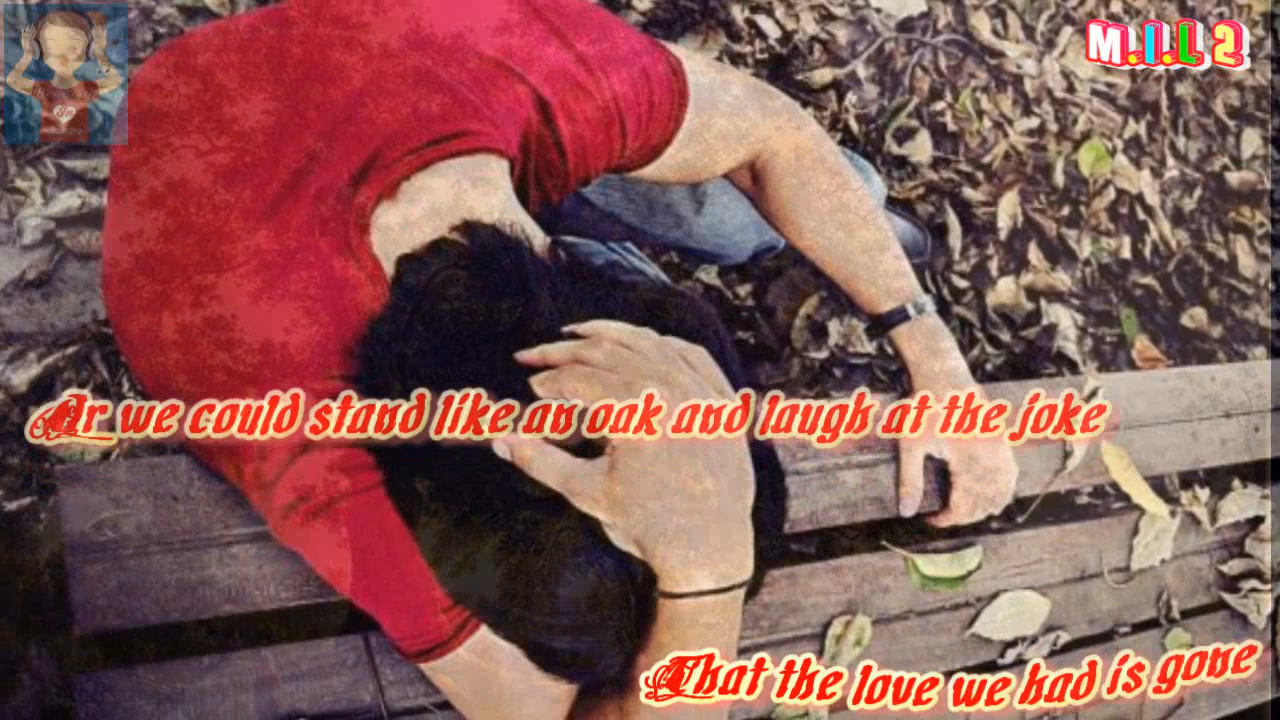 M.I.L 2
Or we could stand like an oak and laugh at the joke
That the love we had is gone